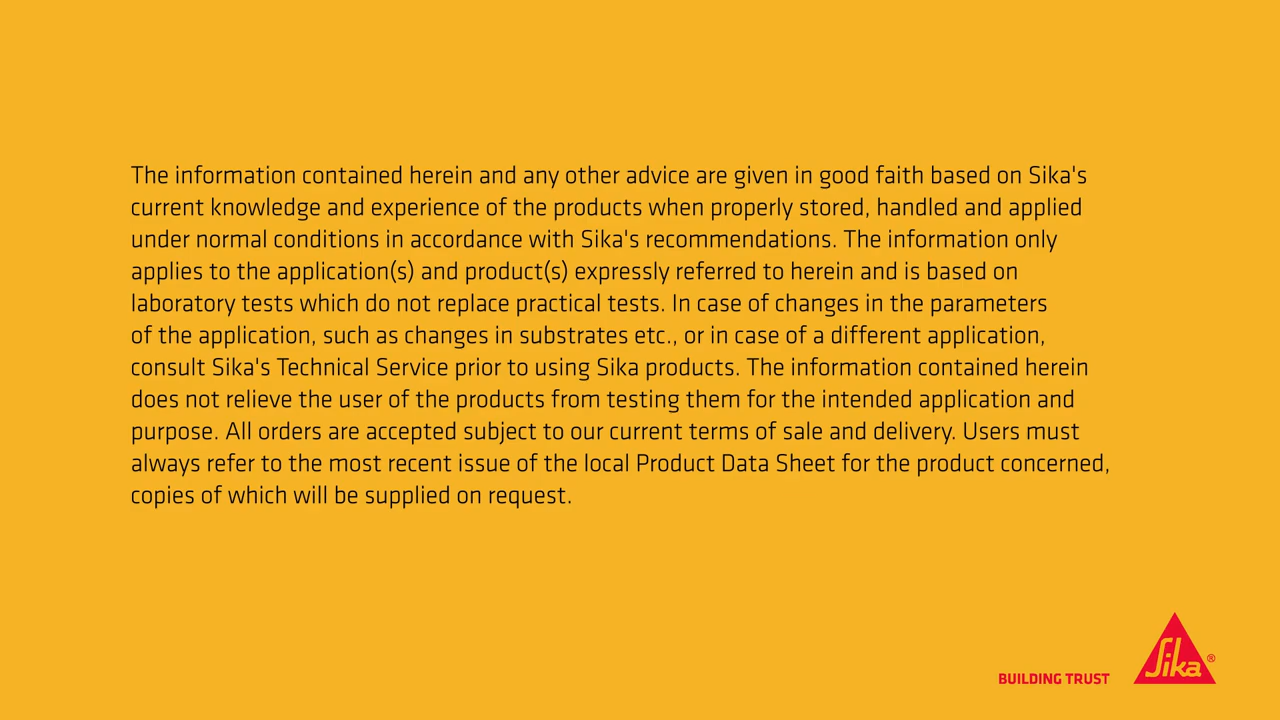 The information contained herein and any other advice are given in good faith based on Sika's
current knowledge and experience of the products when properly stored, handled and applied
under normal conditions in accordance with Sika's recommendations. The information only
applies to the application(s) and product(s) expressly referred to herein and is based on
laboratory tests which do not replace practical tests. In case of changes in the parameters
of the application, such as changes in substrates etc., or in case of a different application,
consult Sika's Technical Service prior to using Sika products. The information contained herein
does not relieve the user of the products from testing them for the intended application and
purpose. All orders are accepted subject to our current terms of sale and delivery. Users must
always refer to the most recent issue of the local Product Data Sheet for the product concerned,
copies of which will be supplied on request.
BUILDING TRUST
Sika®